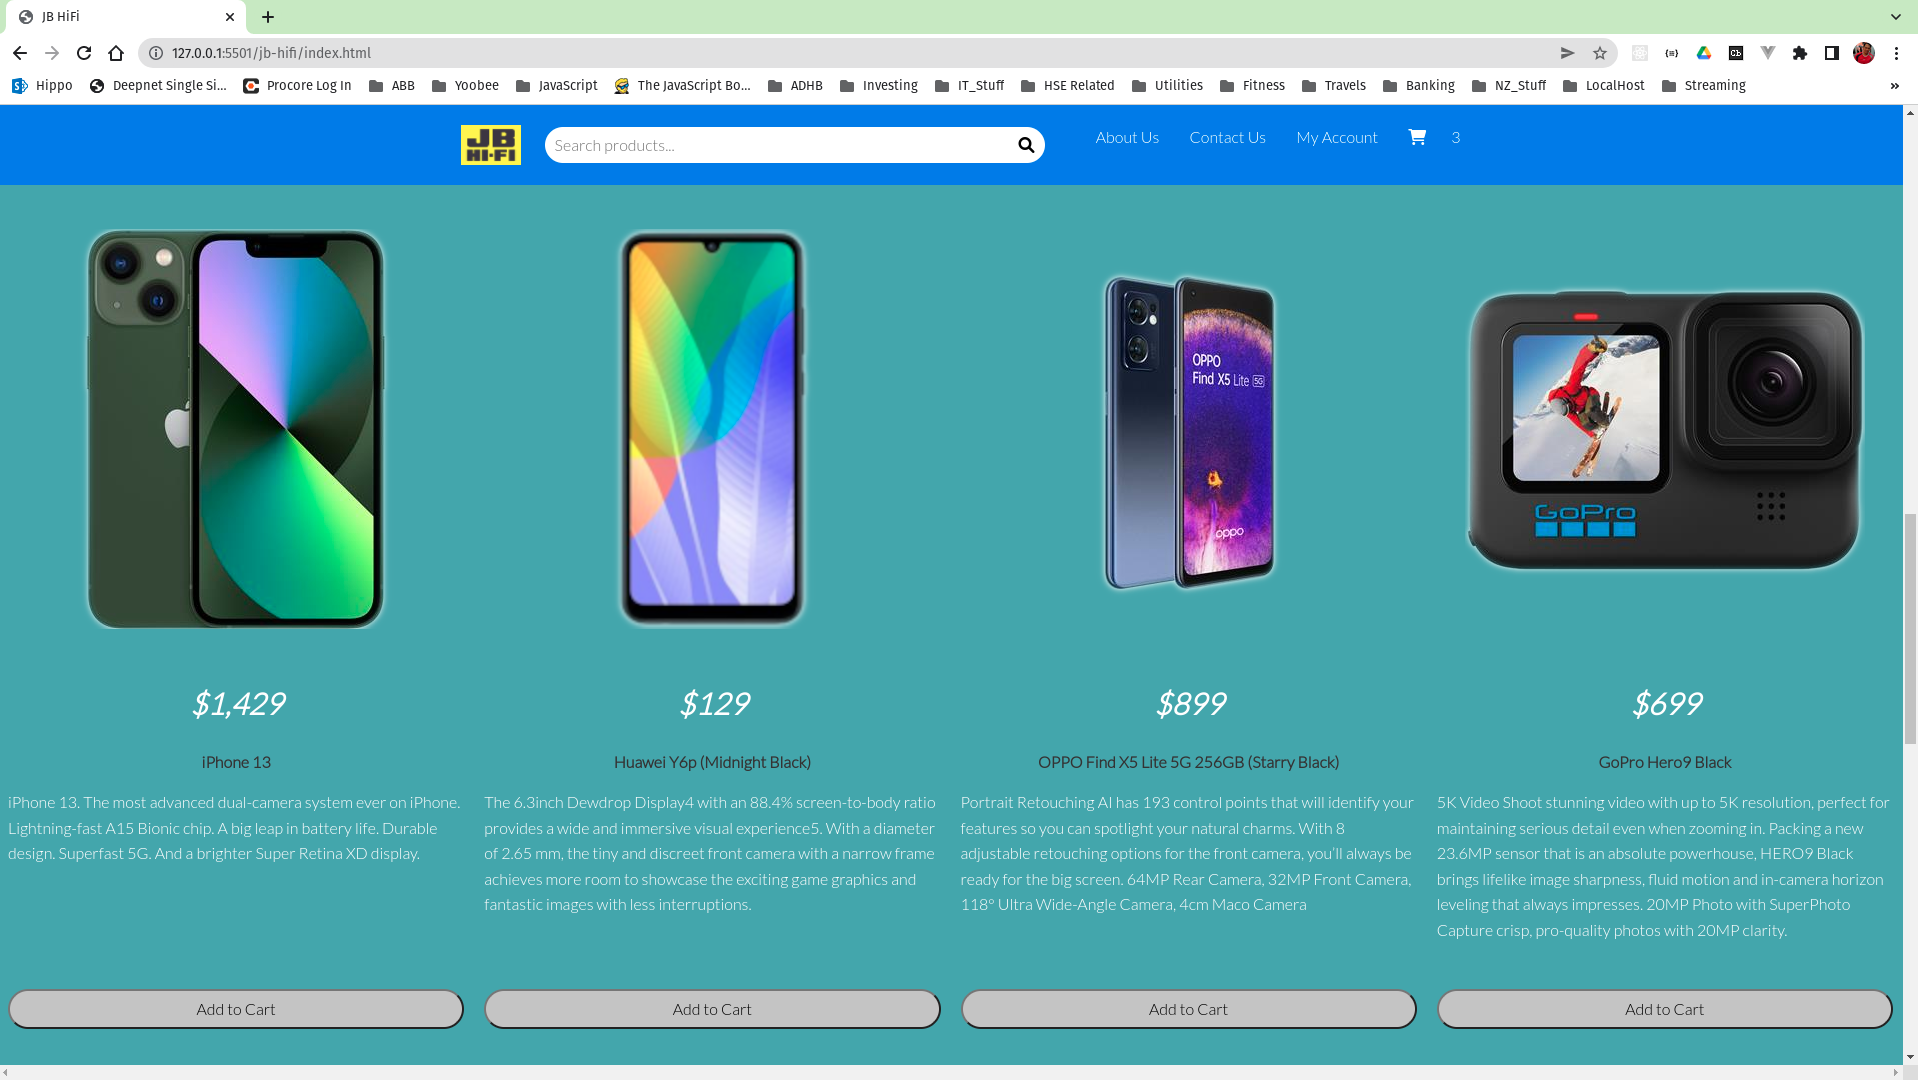 JB HiFi
127.0.0.1:5501/jb-hifi/index.html
Hippo Deepnet Single Si... Procore Log In ABB Yoobee JavaScript The JavaScript Bo... ADHB Investing IT_Stuff HSE Related Utilities Fitness Travels Banking NZ_Stuff LocalHost Streaming »
JB
HI-FI
Search products...
About Us Contact Us My Account 3
OPPO
Find X5 Lite 5G
oppo
GoPro
$1,429
iPhone 13
iPhone 13. The most advanced dual-camera system ever on iPhone.
Lightning-fast A15 Bionic chip. A big leap in battery life. Durable
design. Superfast 5G. And a brighter Super Retina XD display.
Add to Cart
$129
Huawei Y6p (Midnight Black)
The 6.3inch Dewdrop Display4 with an 88.4% screen-to-body ratio
provides a wide and immersive visual experience5. With a diameter
of 2.65 mm, the tiny and discreet front camera with a narrow frame
achieves more room to showcase the exciting game graphics and
fantastic images with less interruptions.
Add to Cart
$899
OPPO Find X5 Lite 5G 256GB (Starry Black)
Portrait Retouching AI has 193 control points that will identify your
features so you can spotlight your natural charms. With 8
adjustable retouching options for the front camera, you'll always be
ready for the big screen. 64MP Rear Camera, 32MP Front Camera,
118° Ultra Wide-Angle Camera, 4cm Maco Camera
Add to Cart
$699
GoPro Hero9 Black
5K Video Shoot stunning video with up to 5K resolution, perfect for
maintaining serious detail even when zooming in. Packing a new
23.6MP sensor that is an absolute powerhouse, HERO9 Black
brings lifelike image sharpness, fluid motion and in-camera horizon
leveling that always impresses. 20MP Photo with SuperPhoto
Capture crisp, pro-quality photos with 20MP clarity.
Add to Cart